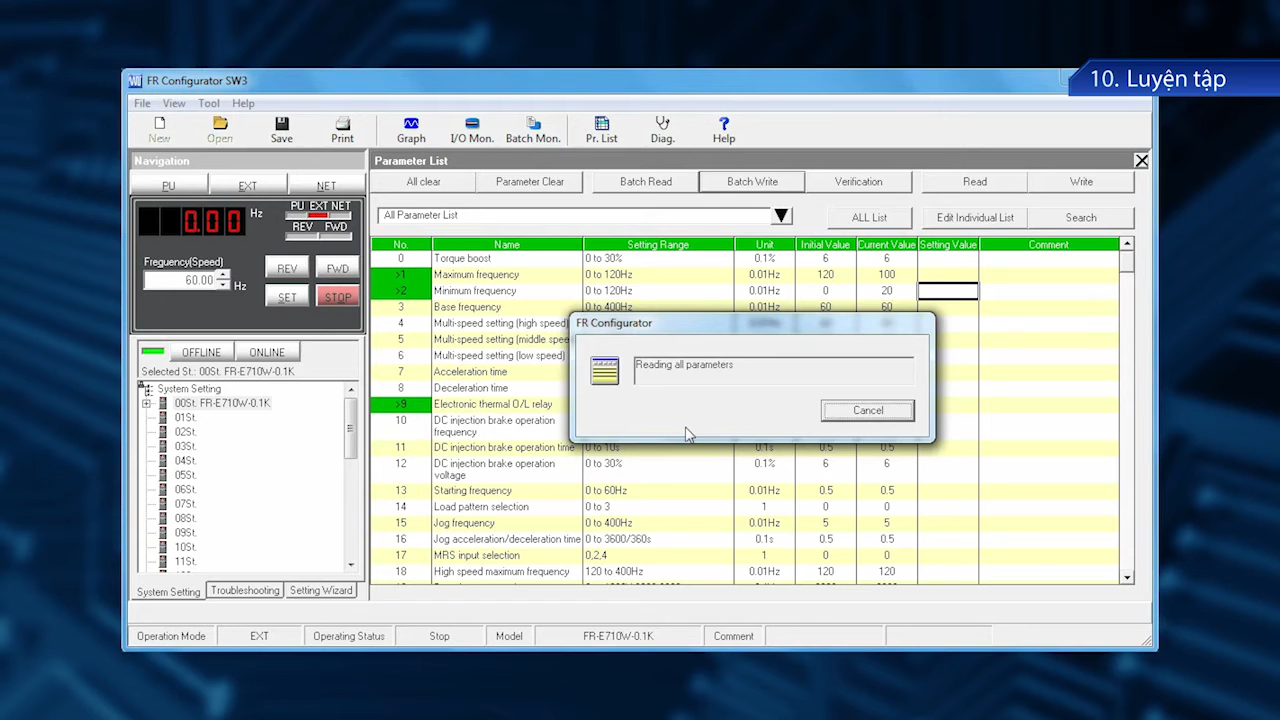 10. Luyện tập
FR Configurator SW3
File View Tool Help
New Open Save Print Graph I/O Mon. Batch Mon. Pr. List Diag. Help
Navigation
PU EXT NET
0.00 Hz PU EXT NET
REV FWD
Freguency(Speed)
60.00 Hz
REV FWD
SET STOP
OFFLINE ONLINE
Selected St.: 00St. FR-E710W-0.1K
System Setting
00St. FR-E710W-0.1K
01St.
02St.
03St.
04St.
05St.
06St.
07St.
08St.
09St.
10St.
11St.
System Setting Troubleshooting Setting Wizard
Parameter List
All clear Parameter Clear Batch Read Batch Write Verification Read Write
All Parameter List ALL List Edit Individual List Search
No. Name Setting Range Unit Initial Value Current Value Setting Value Comment
0 Torque boost 0 to 30% 0.1% 6 6
>1 Maximum frequency 0 to 120Hz 0.01Hz 120 100
>2 Minimum frequency 0 to 120Hz 0.01Hz 0 20
3 Base frequency 0 to 400Hz 0.01Hz 60 60
4 Multi-speed setting (high speed)
5 Multi-speed setting (middle speed
6 Multi-speed setting (low speed)
7 Acceleration time
8 Deceleration time
>9 Electronic thermal O/L relay
10 DC injection brake operation
frequency
11 DC injection brake operation time 0 to 10s 0.1s 0.5 0.5
12 DC injection brake operation 0 to 30% 0.1% 6 6
voltage
13 Starting frequency 0 to 60Hz 0.01Hz 0.5 0.5
14 Load pattern selection 0 to 3 1 0 0
15 Jog frequency 0 to 400Hz 0.01Hz 5 5
16 Jog acceleration/deceleration time 0 to 3600/360s 0.1s 0.5 0.5
17 MRS input selection 0,2,4 1 0 0
18 High speed maximum frequency 120 to 400Hz 0.01Hz 120 120
FR Configurator
Reading all parameters
Cancel
Operation Mode EXT Operating Status Stop Model FR-E710W-0.1K Comment